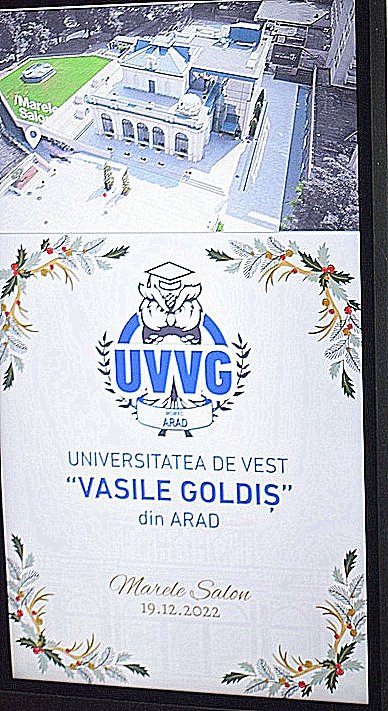 Marele
Salon
UVVG
ARAD
UNIVERSITATEA DE VEST
“VASILE GOLDIȘ”
din ARAD
Marele Salon
19.12.2022